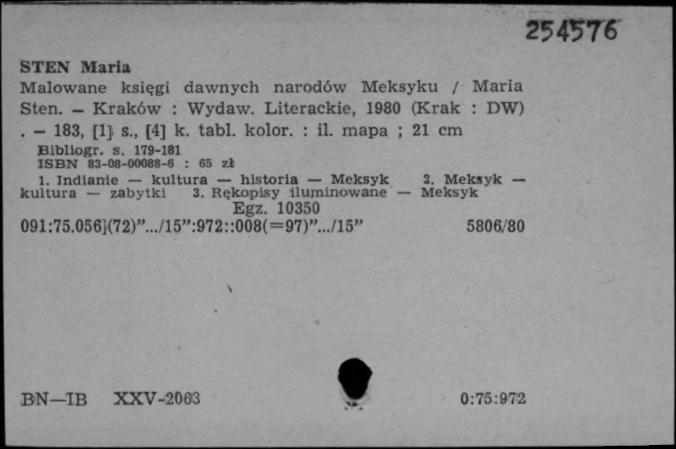 254576
STEN Maria
Malowane księgi dawnych narodów Meksyku / Maria
Sten. — Kraków : Wydaw. Literackie, 1980 (Krak : DW)
. — 183, [1] s., [4] k. tabl. kolor. : il. mapa ; 21 cm
Bibliogr. s. 179-181
ISBN 83-08-00088-6 : 65 zł
1. Indianie — kultura — historia — Meksyk 2. Meksyk —
kultura — zabytki 3. Rękopisy iluminowane — Meksyk
Egz. 10350
091:75.056](72)”.../15”:972::008(=97)”.../15” 5806/80
BN—IB XXV-2063 0:75:972